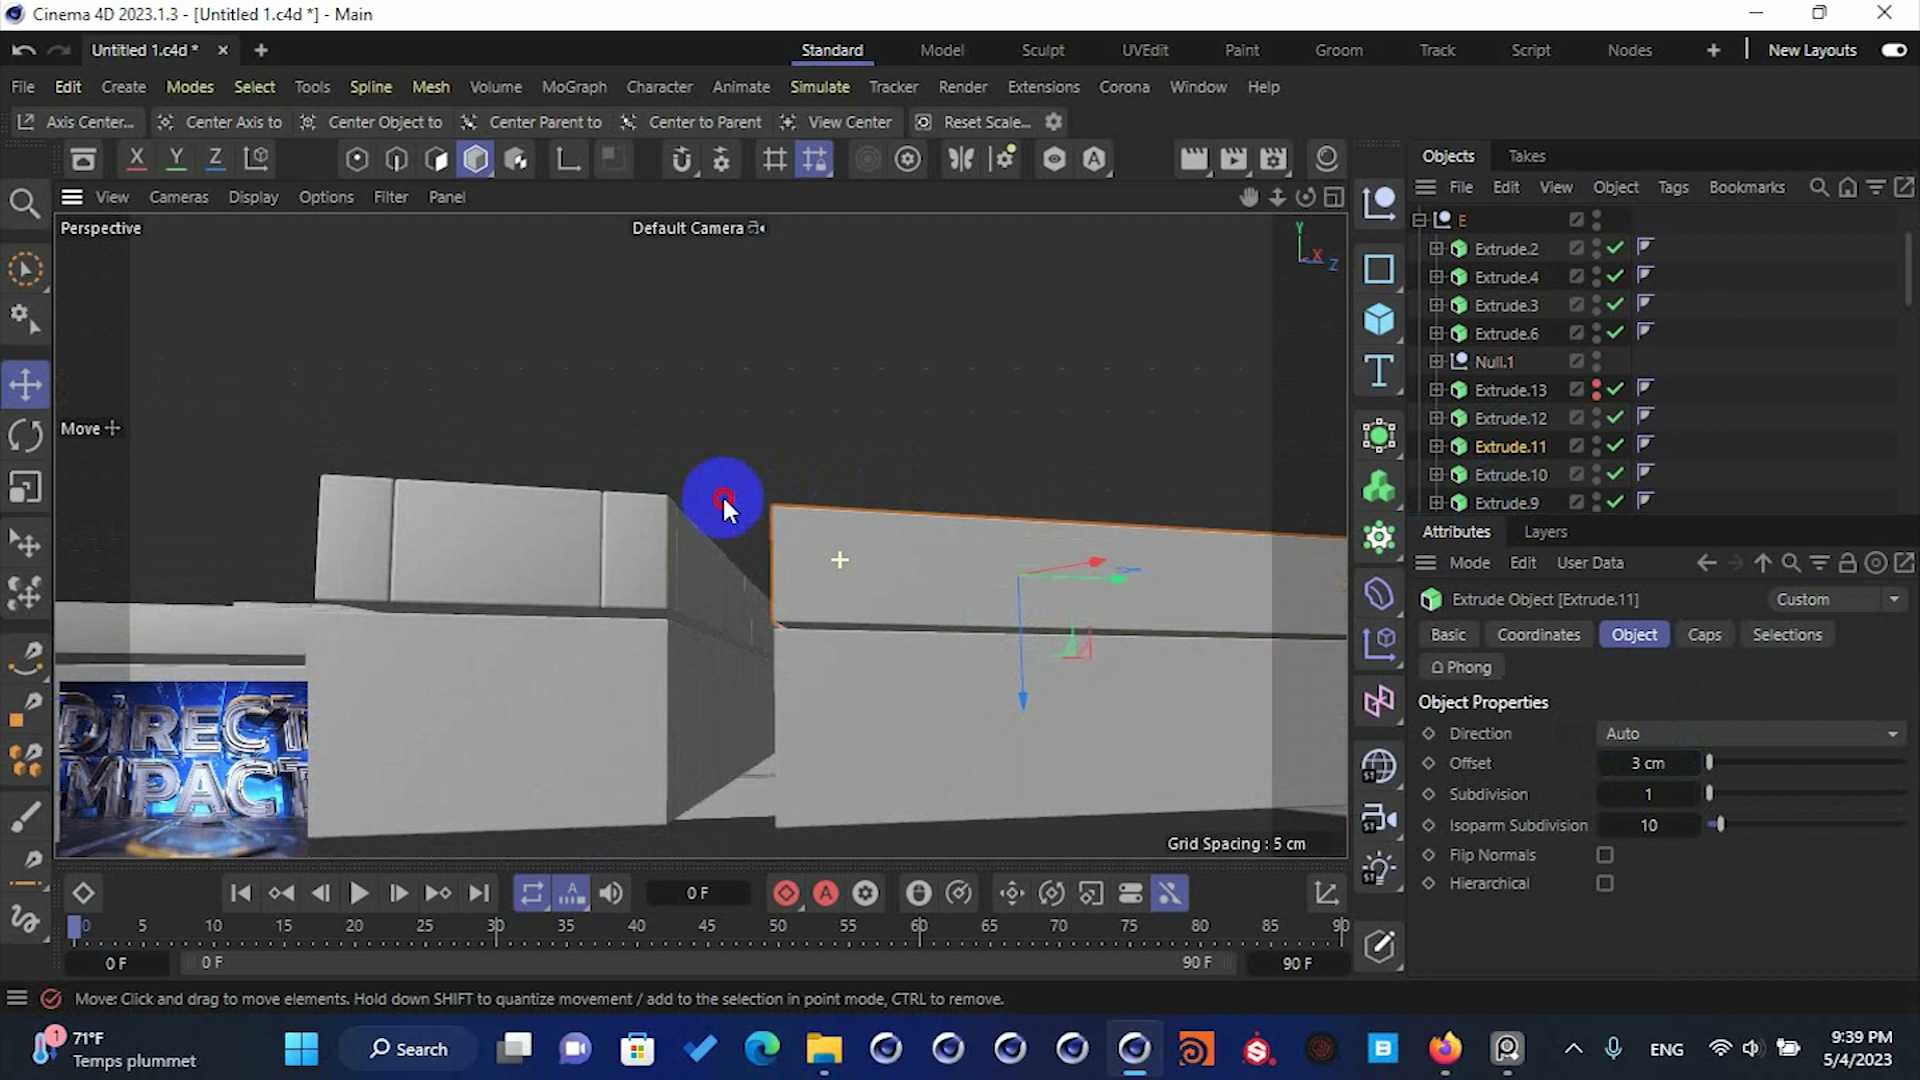 Cinema 4D 2023.1.3 - [Untitled 1.c4d *] - Main
Untitled 1.c4d *
Standard Model Sculpt UVEdit Paint Groom Track Script Nodes New Layouts
File Edit Create Modes Select Tools Spline Mesh Volume MoGraph Character Animate Simulate Tracker Render Extensions Corona Window Help
Axis Center... Center Axis to Center Object to Center Parent to Center to Parent View Center Reset Scale...
X Y Z
Objects Takes
View Cameras Display Options Filter Panel
File Edit View Object Tags Bookmarks
Perspective
Default Camera
Y
X
Z
Move
E
Extrude.2
Extrude.4
Extrude.3
Extrude.6
Null.1
Extrude.13
Extrude.12
Extrude.11
Extrude.10
Extrude.9
Attributes Layers
Mode Edit User Data
Extrude Object [Extrude.11]
Custom
Basic Coordinates Object Caps Selections
Phong
Object Properties
Direction Auto
Offset 3 cm
Subdivision 1
Isoparm Subdivision 10
Flip Normals
Hierarchical
DiRECT
MPACT
Grid Spacing : 5 cm
0 F
0 5 10 15 20 25 30 35 40 45 50 55 60 65 70 75 80 85 90
0 F 0 F 90 F 90 F
Move: Click and drag to move elements. Hold down SHIFT to quantize movement / add to the selection in point mode, CTRL to remove.
1
71°F
Temps plummet
Search
ENG
9:39 PM
5/4/2023